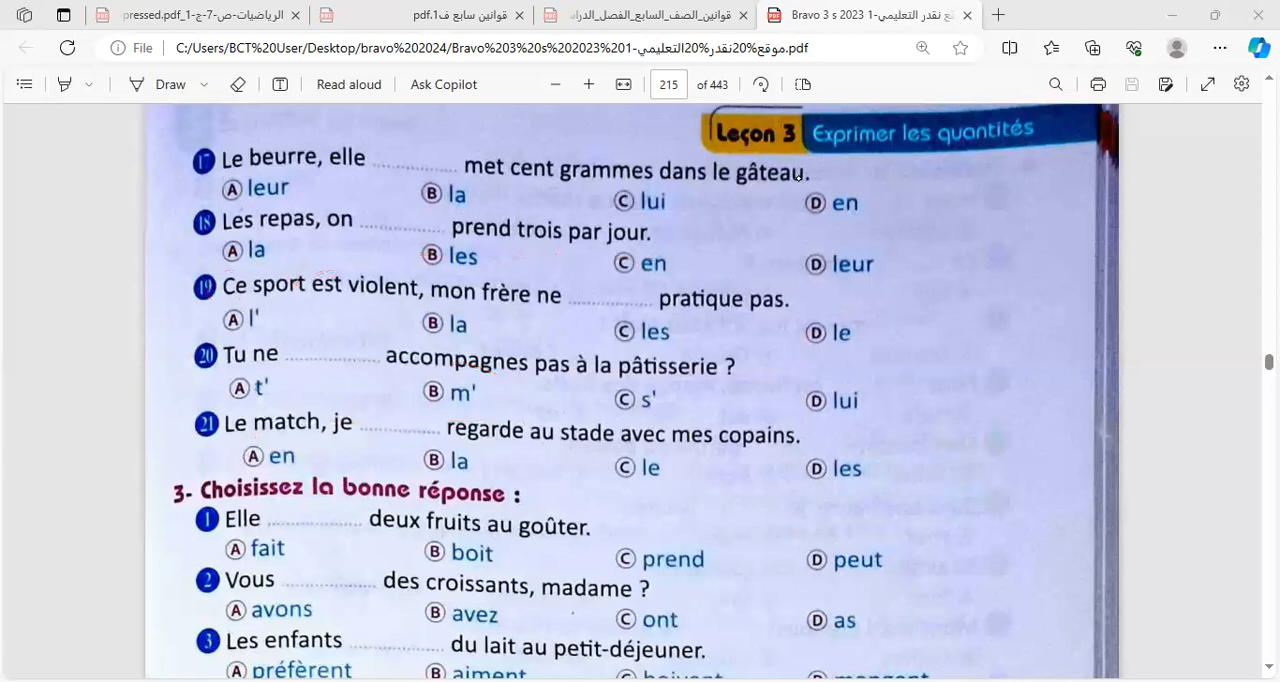 pressed.pdf_1-الرياضيات-ص-7-ج
قوانين سابع ف1.pdf
قوانين_الصف_السابع_الفصل_الدرا
Bravo 3 s 2023 1-قع نقدر التعليمي
File C:/Users/BCT%20User/Desktop/bravo%202024/Bravo%203%20s%202023%201-موقع%20نقدر%20التعليمي.pdf
Draw Read aloud Ask Copilot 215 of 443
Leçon 3 Exprimer les quantités
17 Le beurre, elle .............. met cent grammes dans le gâteau.
A leur B la C lui D en
18 Les repas, on .............. prend trois par jour.
A la B les C en D leur
19 Ce sport est violent, mon frère ne .............. pratique pas.
A l' B la C les D le
20 Tu ne .............. accompagnes pas à la pâtisserie ?
A t' B m' C s' D lui
21 Le match, je .............. regarde au stade avec mes copains.
A en B la C le D les
3- Choisissez la bonne réponse :
1 Elle .............. deux fruits au goûter.
A fait B boit C prend D peut
2 Vous .............. des croissants, madame ?
A avons B avez C ont D as
3 Les enfants .............. du lait au petit-déjeuner.
A préfèrent B aiment C boivent D mangent